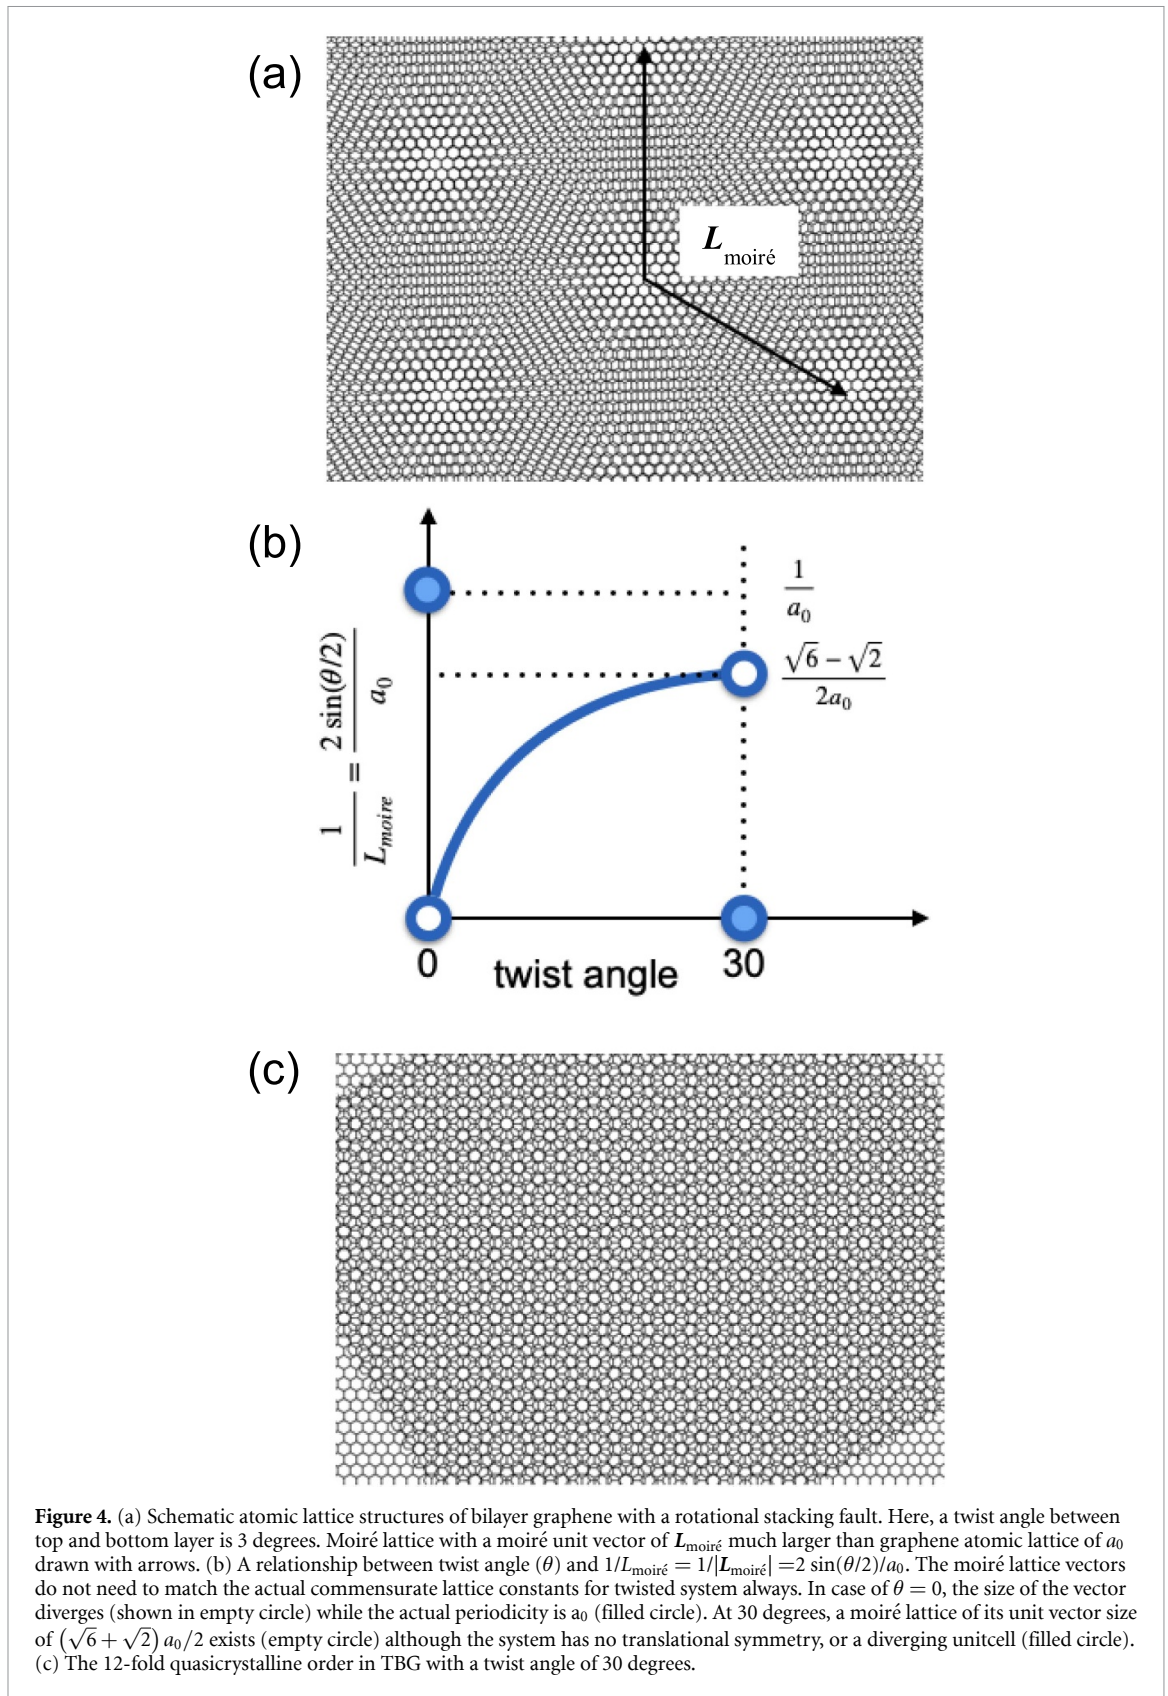 (a)
L moiré
(b)
1/a₀
(√6 − √2)/2a₀
1/L_moire = 2 sin(θ/2)/a₀
0
30
twist angle
(c)
Figure 4. (a) Schematic atomic lattice structures of bilayer graphene with a rotational stacking fault. Here, a twist angle between
top and bottom layer is 3 degrees. Moiré lattice with a moiré unit vector of L_moiré much larger than graphene atomic lattice of a₀
drawn with arrows. (b) A relationship between twist angle (θ) and 1/L_moiré = 1/|L_moiré| =2 sin(θ/2)/a₀. The moiré lattice vectors
do not need to match the actual commensurate lattice constants for twisted system always. In case of θ = 0, the size of the vector
diverges (shown in empty circle) while the actual periodicity is a₀ (filled circle). At 30 degrees, a moiré lattice of its unit vector size
of (√6 + √2) a₀/2 exists (empty circle) although the system has no translational symmetry, or a diverging unitcell (filled circle).
(c) The 12-fold quasicrystalline order in TBG with a twist angle of 30 degrees.